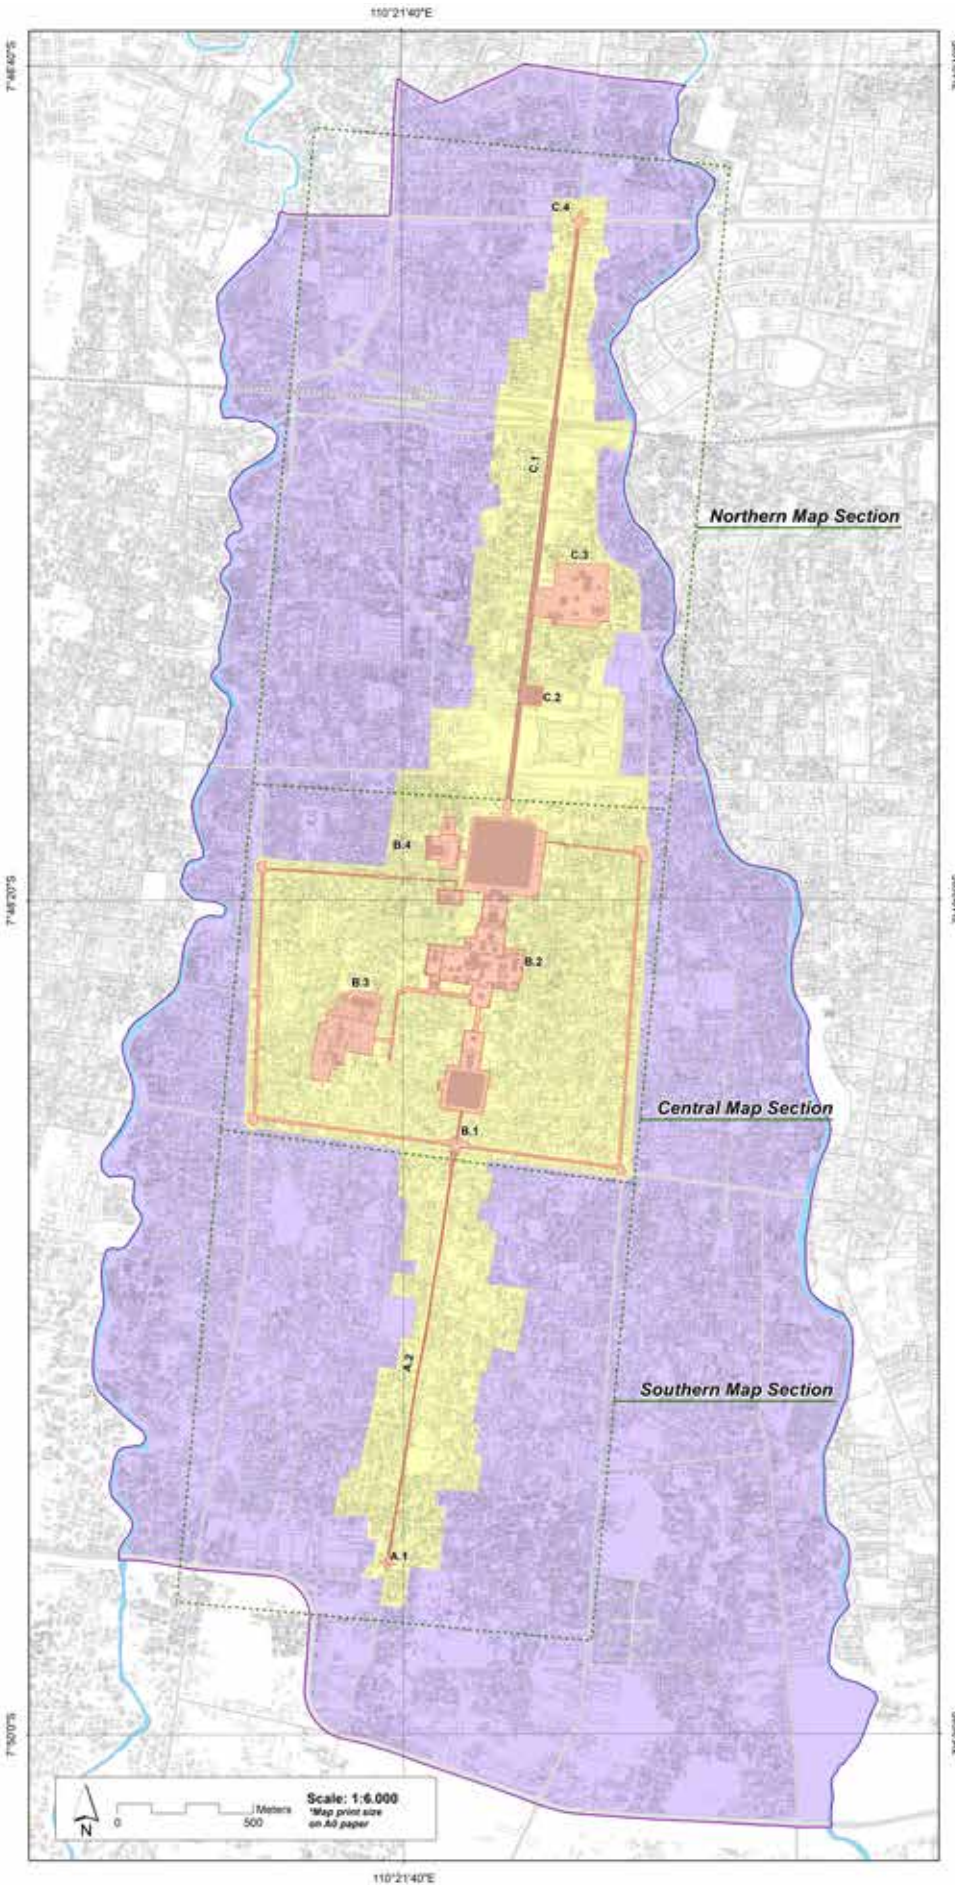 110°21'40"E
7°46'40"S
C.4
C.1
Northern Map Section
C.3
C.2
B.4
7°48'20"S
B.2
B.3
Central Map Section
B.1
A.2
Southern Map Section
A.1
7°50'0"S
N
0
500
Meters
Scale: 1:6.000
*Map print size
on A0 paper
110°21'40"E